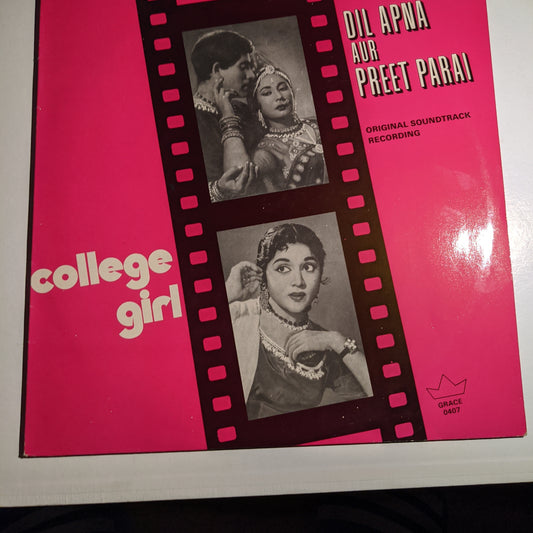 DIL APNA
AUR
PREET PARAI
ORIGINAL SOUNDTRACK
RECORDING
college
girl
GRACE
0407